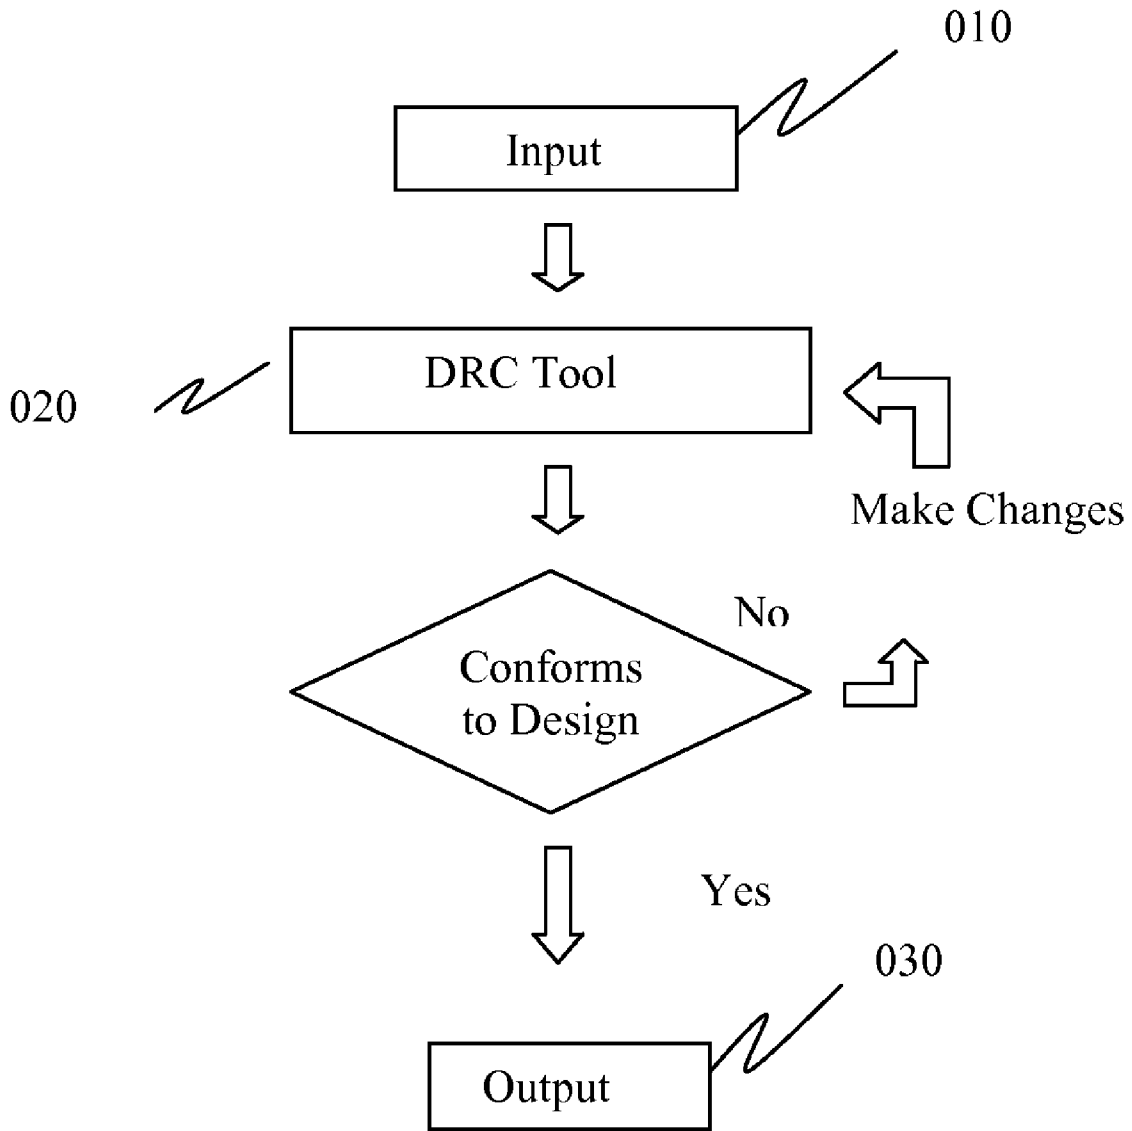 010
Input
DRC Tool
020
Make Changes
No
Conforms
to Design
Yes
030
Output